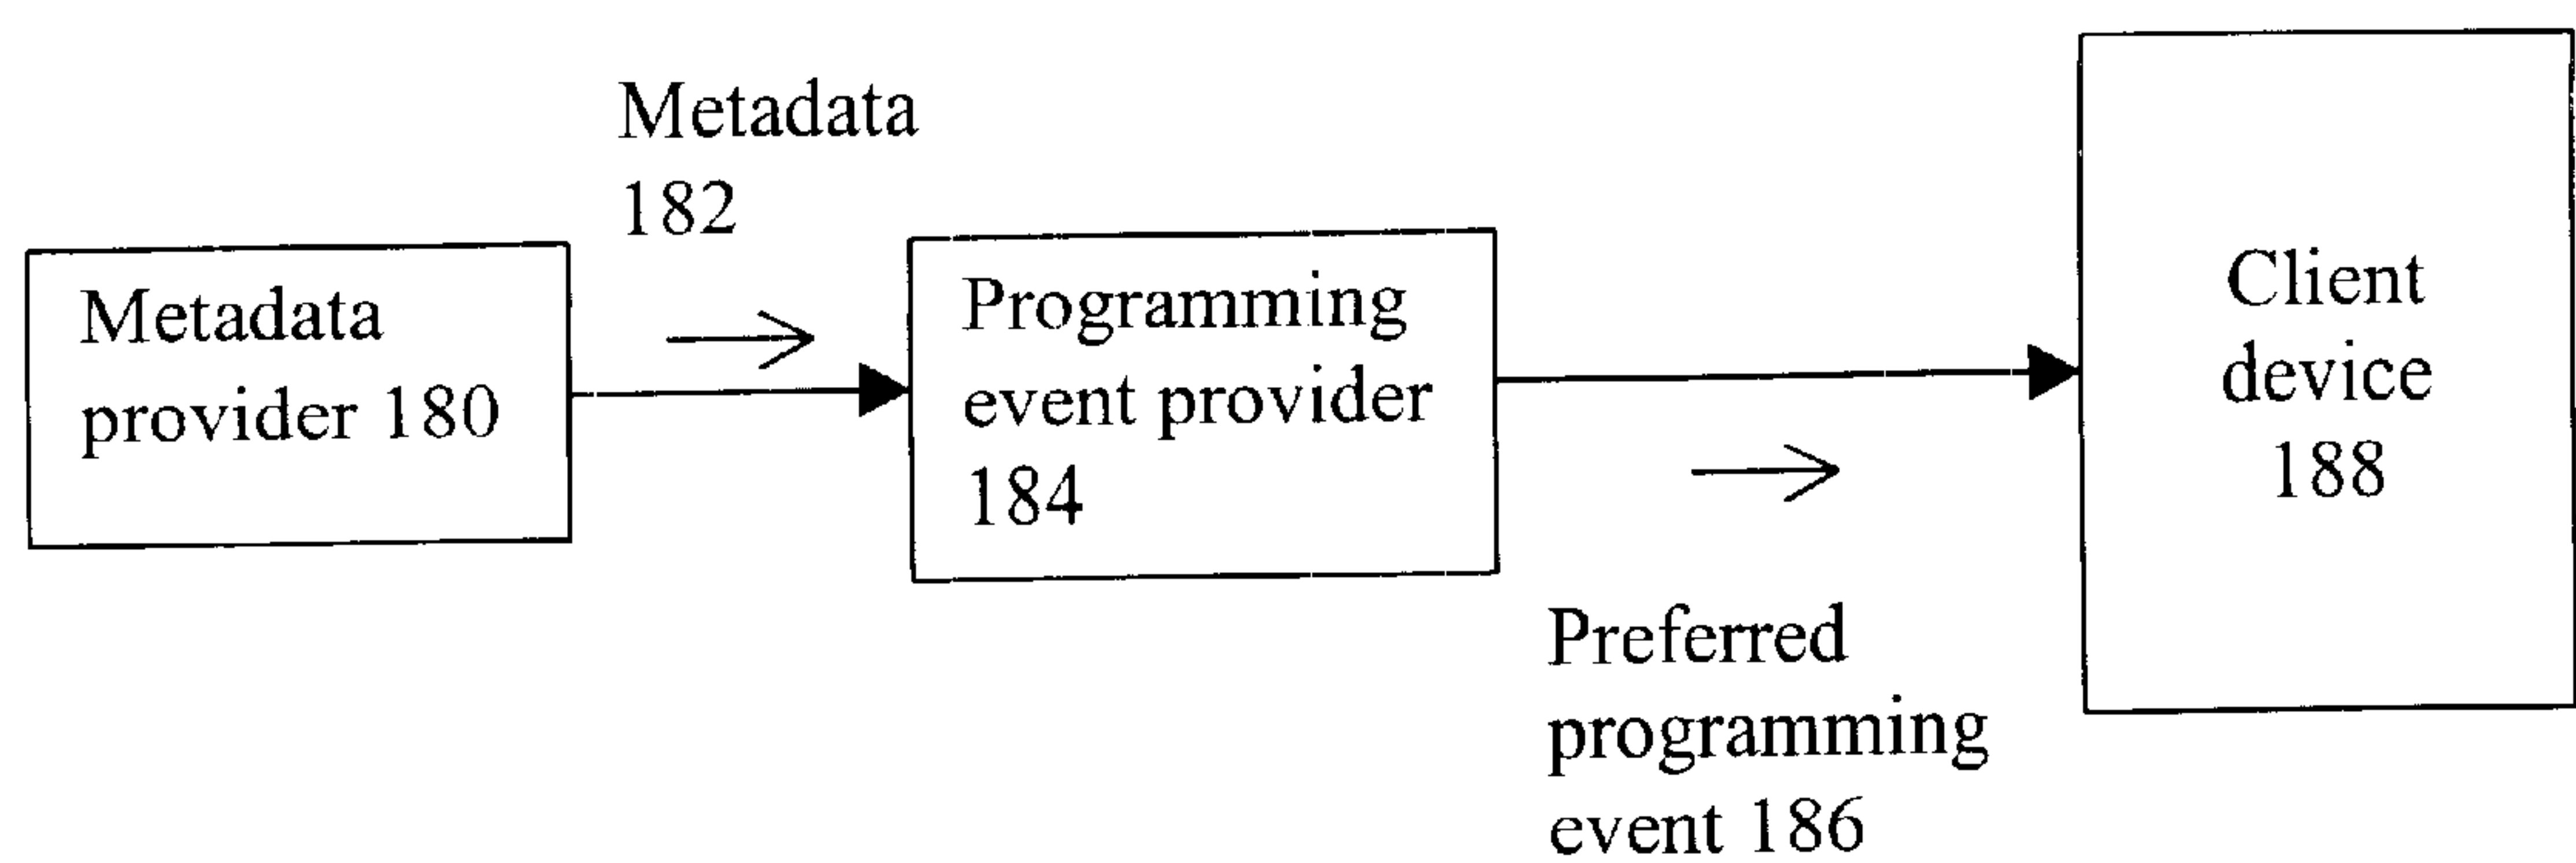 Metadata
182
Metadata
provider 180
Programming
event provider
184
Client
device
188
Preferred
programming
event 186